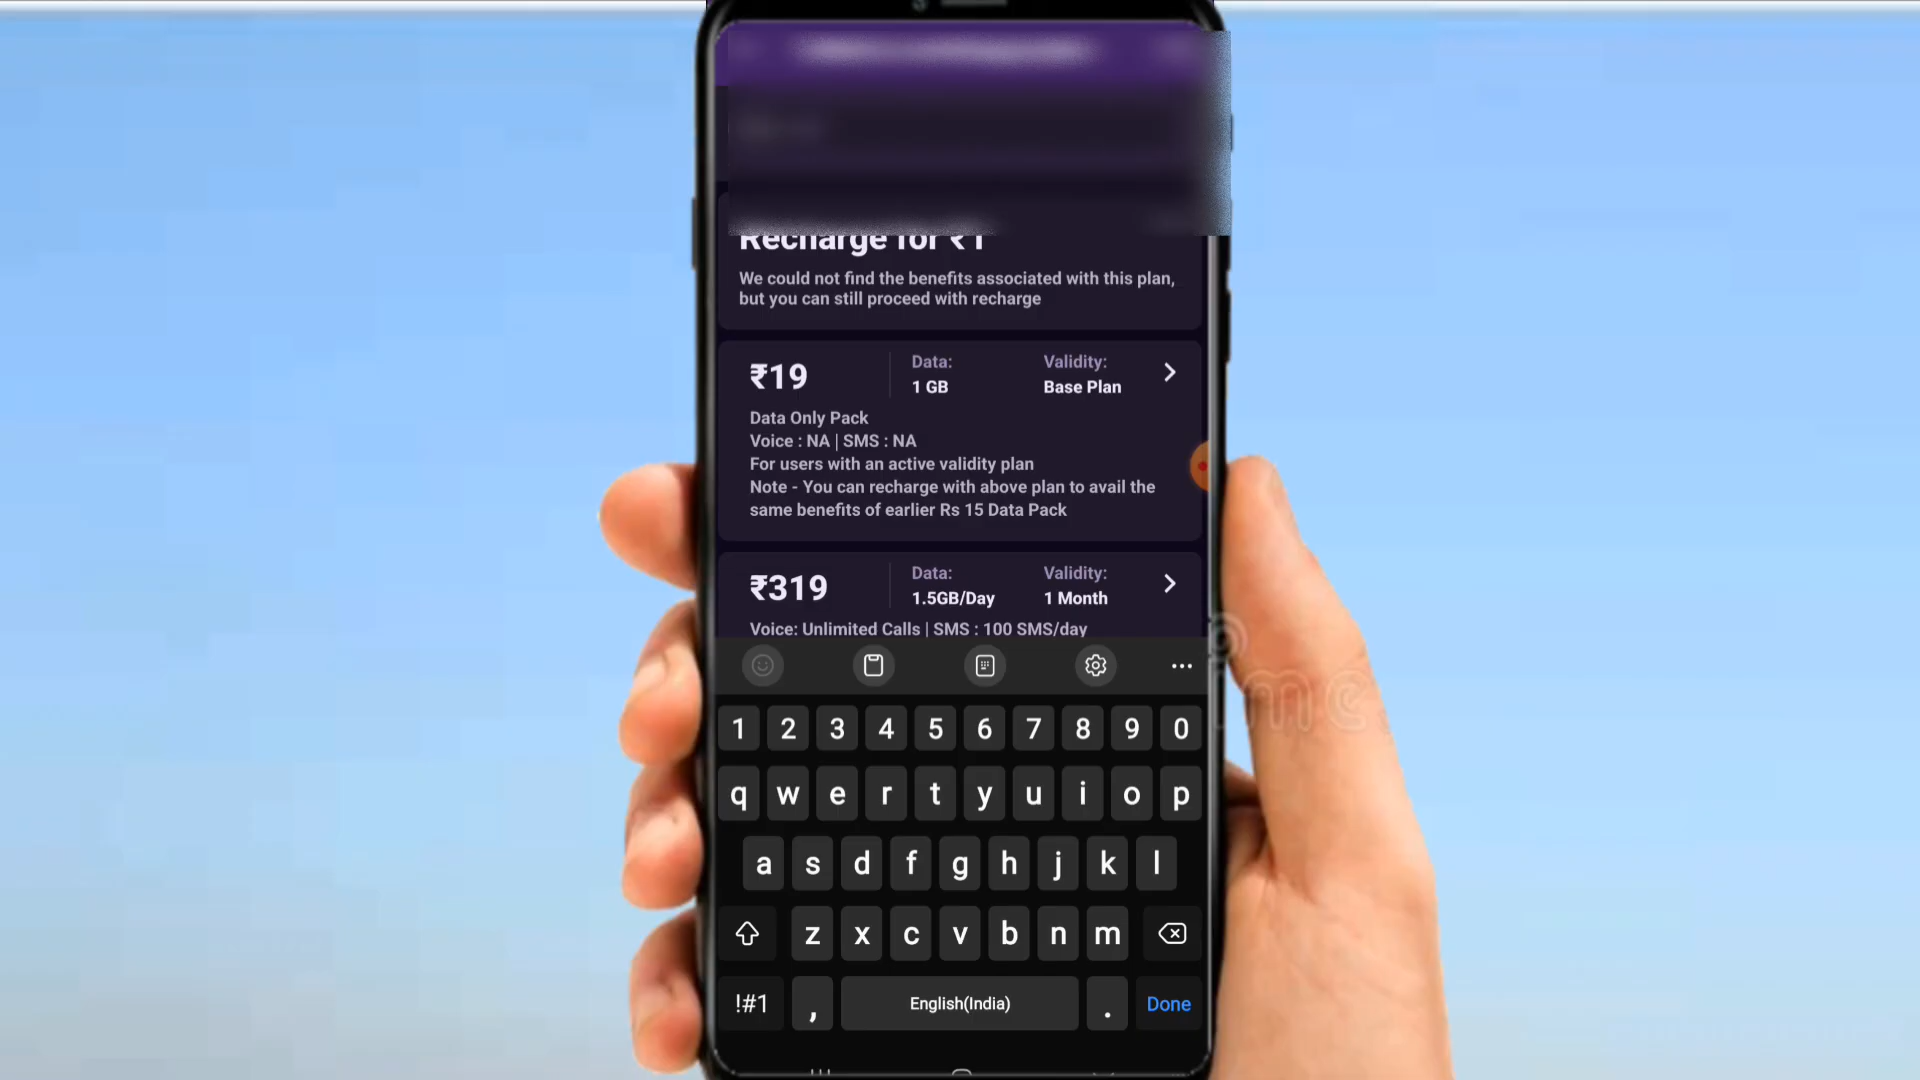 Recharge for ₹1
We could not find the benefits associated with this plan,
but you can still proceed with recharge
₹19
Data:
1 GB
Validity:
Base Plan
Data Only Pack
Voice : NA | SMS : NA
For users with an active validity plan
Note - You can recharge with above plan to avail the
same benefits of earlier Rs 15 Data Pack
₹319
Data:
1.5GB/Day
Validity:
1 Month
Voice: Unlimited Calls | SMS : 100 SMS/day
1 2 3 4 5 6 7 8 9 0
q w e r t y u i o p
a s d f g h j k l
z x c v b n m
!#1 , English(India) . Done